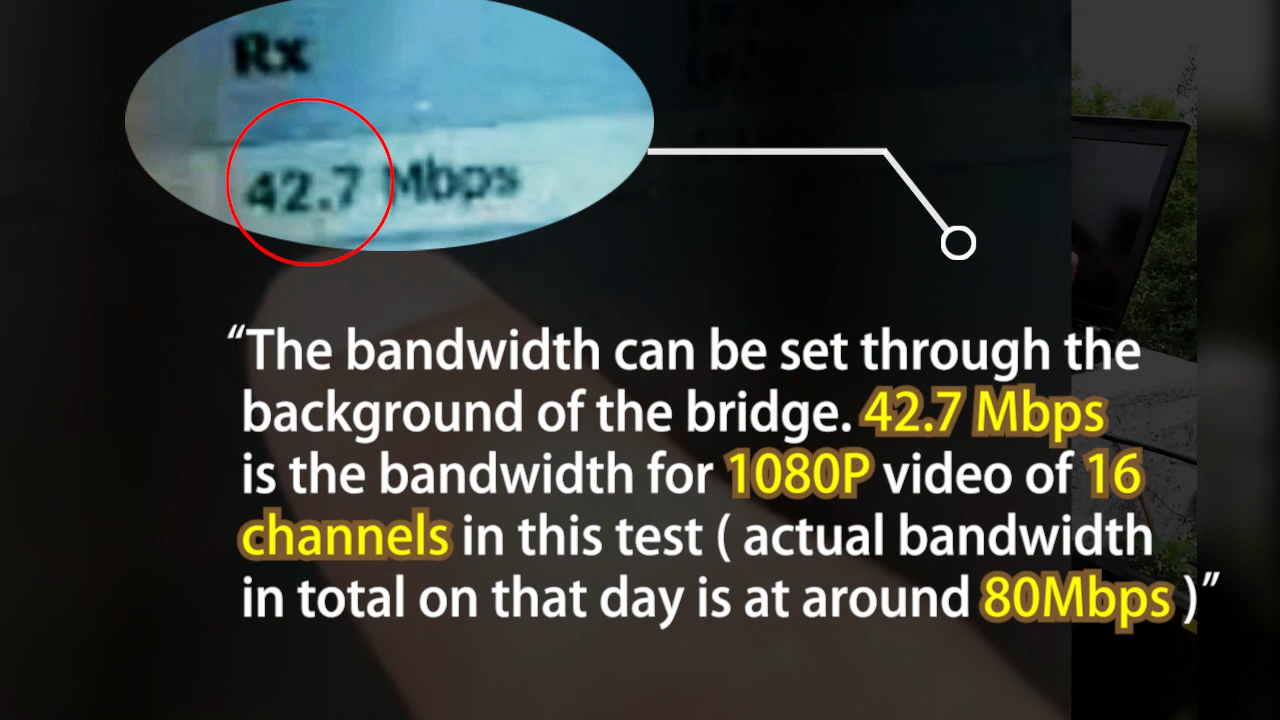 Rx
42.7 Mbps
“The bandwidth can be set through the
background of the bridge. 42.7 Mbps
is the bandwidth for 1080P video of 16
channels in this test ( actual bandwidth
in total on that day is at around 80Mbps )”